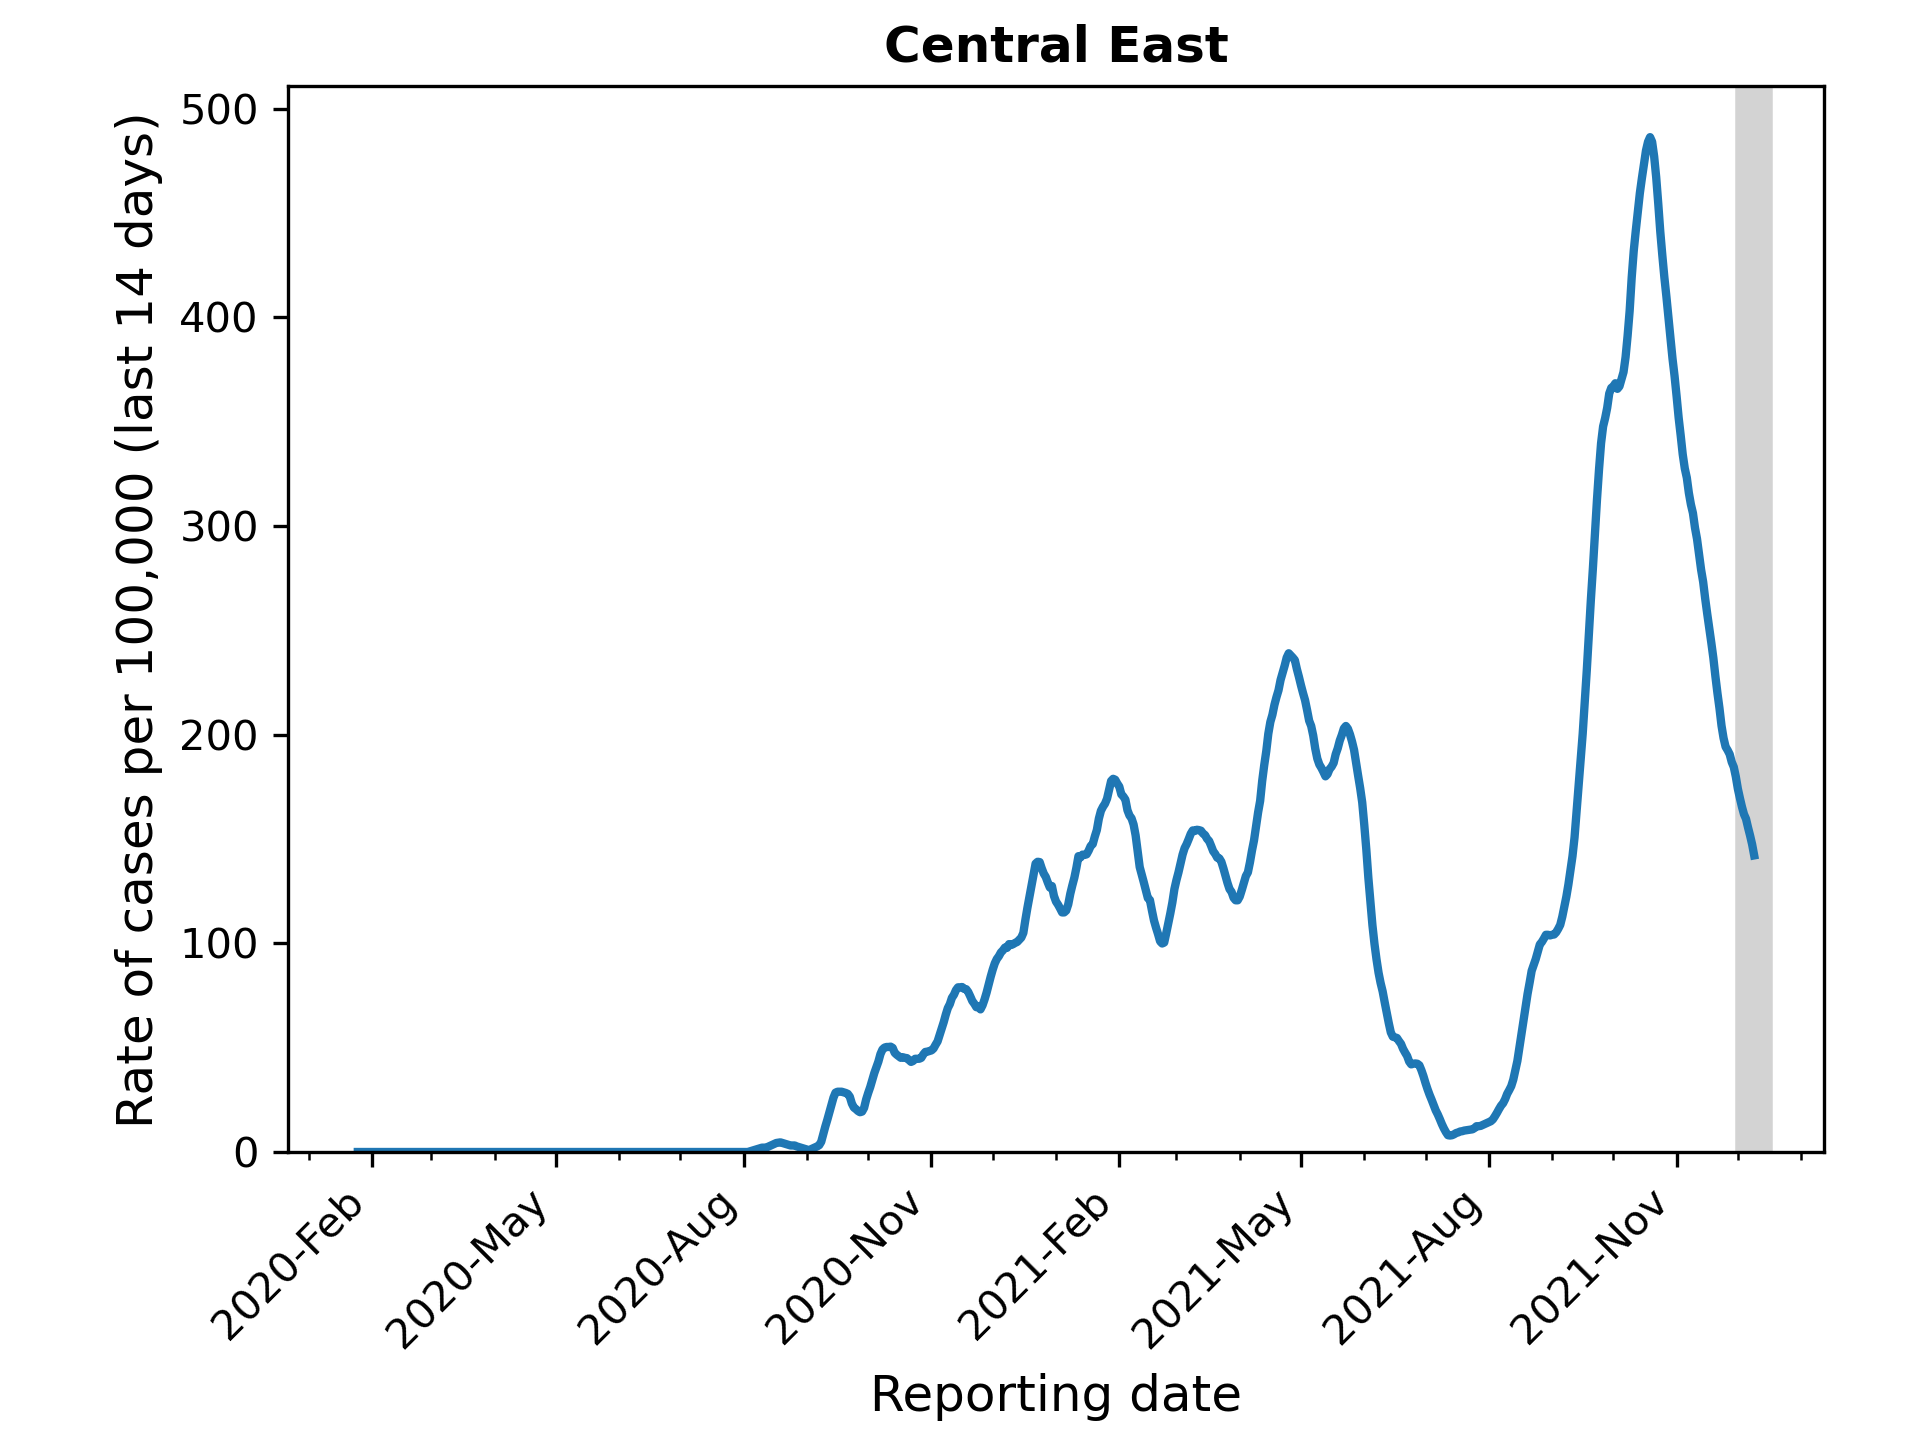 Central East
Rate of cases per 100,000 (last 14 days)
500
400
300
200
100
0
2020-Feb
2020-May
2020-Aug
2020-Nov
2021-Feb
2021-May
2021-Aug
2021-Nov
Reporting date